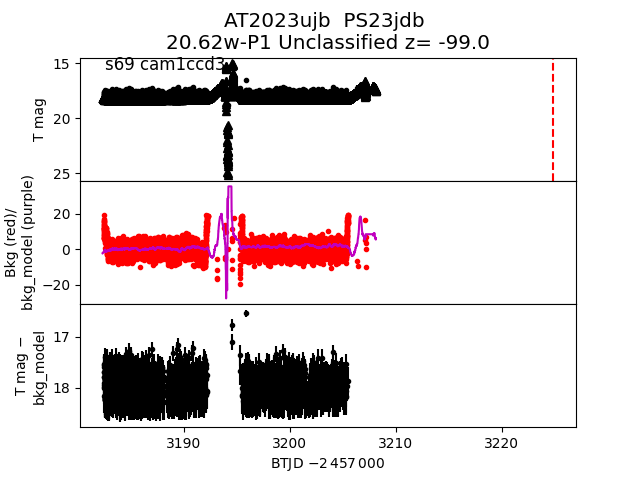 AT2023ujb PS23jdb
20.62w-P1 Unclassified z= -99.0
s69 cam1ccd3
15
20
25
T mag
20
0
−20
Bkg (red)/
bkg_model (purple)
17
18
T mag −
bkg_model
3190
3200
3210
3220
BTJD −2 457 000